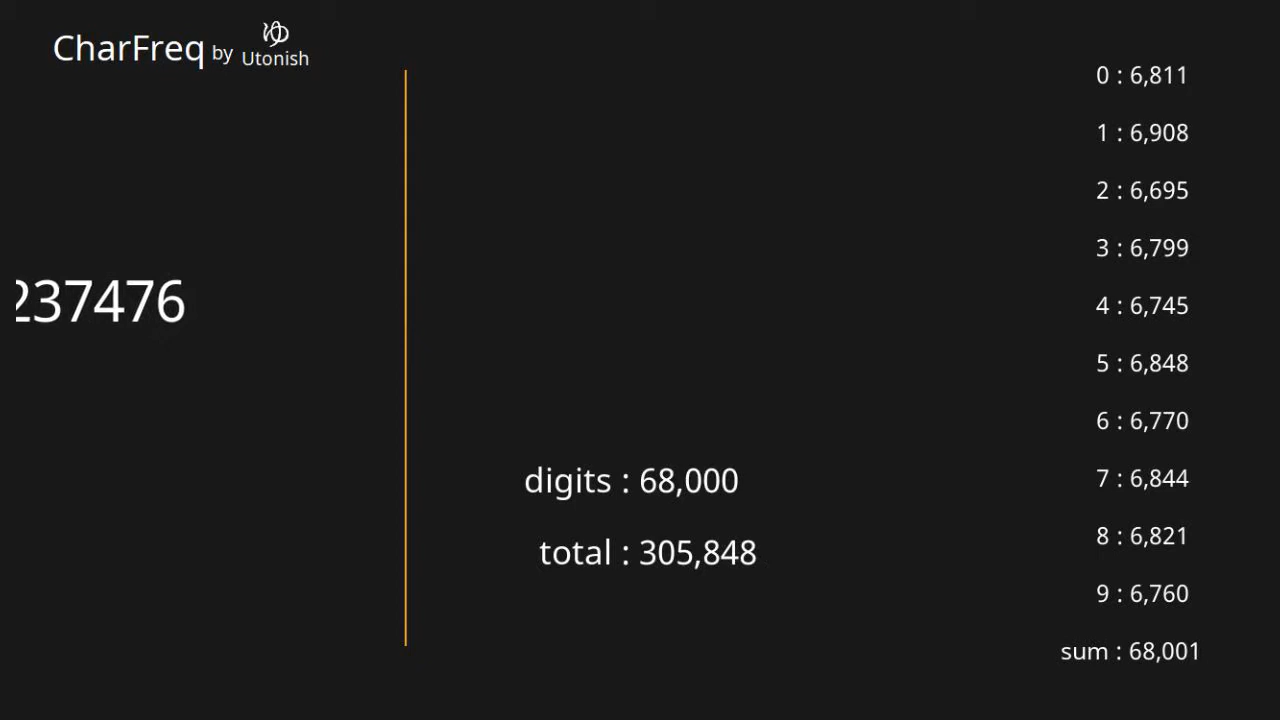 CharFreq by Utonish
237476
digits : 68,000
total : 305,848
0 : 6,811
1 : 6,908
2 : 6,695
3 : 6,799
4 : 6,745
5 : 6,848
6 : 6,770
7 : 6,844
8 : 6,821
9 : 6,760
sum : 68,001